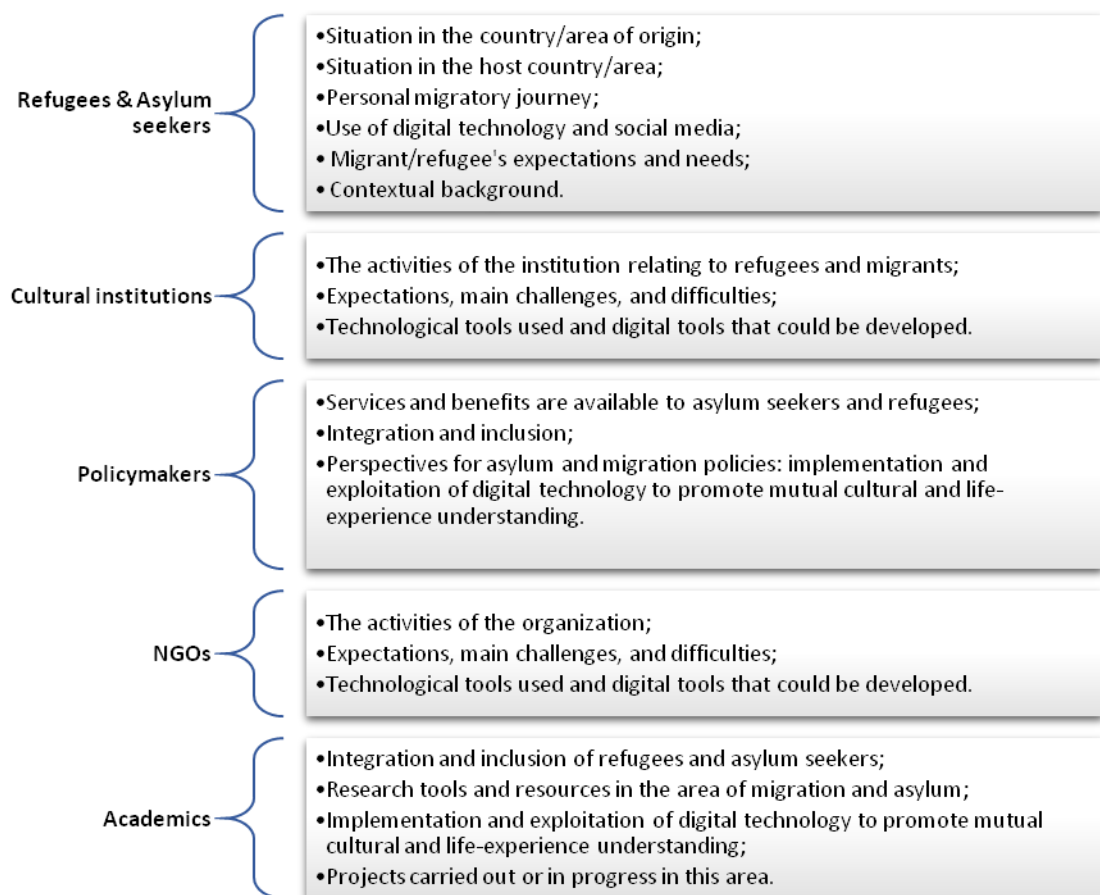 Refugees & Asylum
seekers
•Situation in the country/area of origin;
•Situation in the host country/area;
•Personal migratory journey;
•Use of digital technology and social media;
• Migrant/refugee's expectations and needs;
• Contextual background.
Cultural institutions
•The activities of the institution relating to refugees and migrants;
•Expectations, main challenges, and difficulties;
•Technological tools used and digital tools that could be developed.
Policymakers
•Services and benefits are available to asylum seekers and refugees;
•Integration and inclusion;
•Perspectives for asylum and migration policies: implementation and
exploitation of digital technology to promote mutual cultural and life-
experience understanding.
NGOs
•The activities of the organization;
•Expectations, main challenges, and difficulties;
•Technological tools used and digital tools that could be developed.
Academics
•Integration and inclusion of refugees and asylum seekers;
•Research tools and resources in the area of migration and asylum;
•Implementation and exploitation of digital technology to promote mutual
cultural and life-experience understanding;
•Projects carried out or in progress in this area.